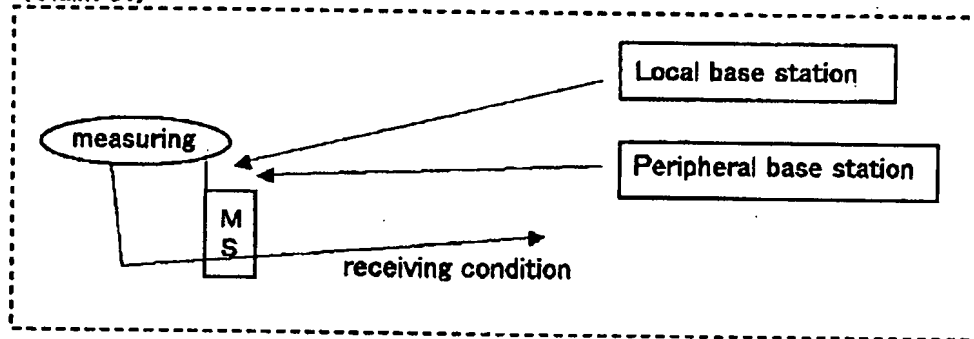 Local base station
measuring
Peripheral base station
M
S
receiving condition